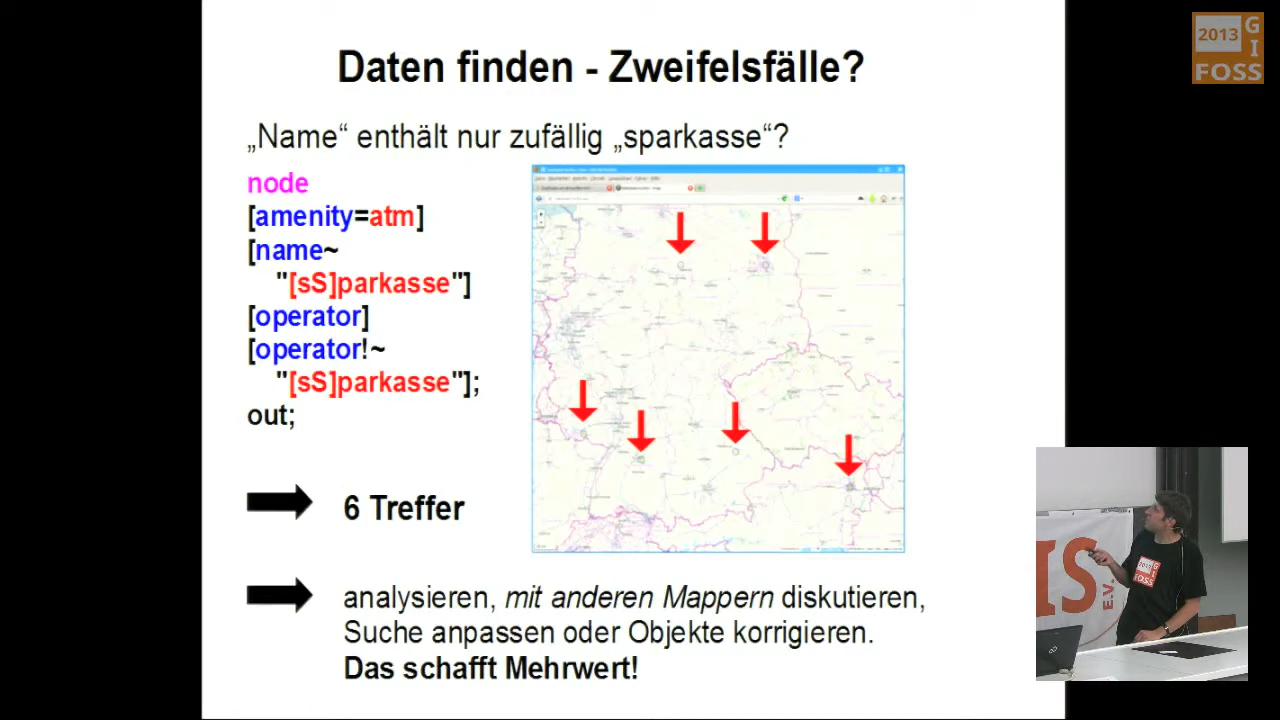 Daten finden - Zweifelsfälle?
„Name“ enthält nur zufällig „sparkasse“?
node
[amenity=atm]
[name~
"[sS]parkasse"]
[operator]
[operator!~
"[sS]parkasse"];
out;
6 Treffer
analysieren, mit anderen Mappern diskutieren,
Suche anpassen oder Objekte korrigieren.
Das schafft Mehrwert!
2013
G
I
FOSS
IS
E.V.